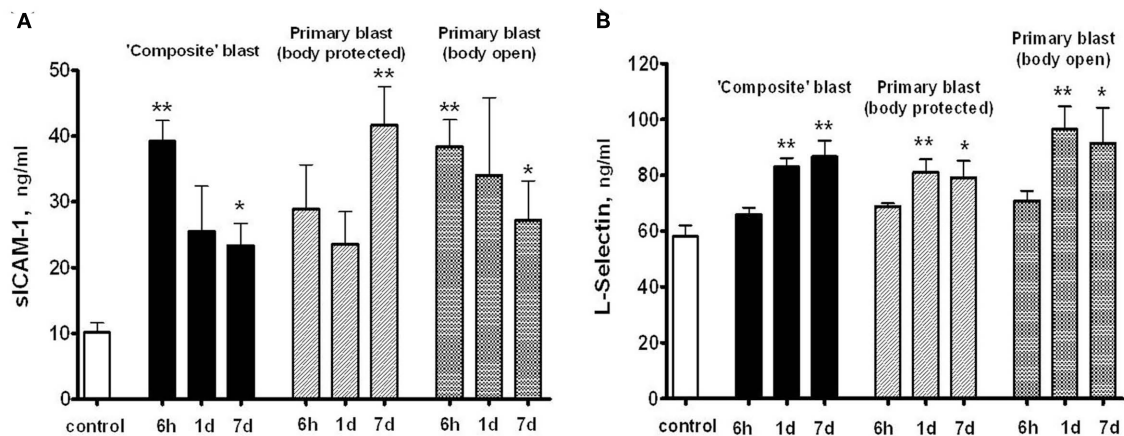 A
'Composite' blast
Primary blast
(body protected)
Primary blast
(body open)
sICAM-1, ng/ml
50
40
30
20
10
0
**
*
**
**
*
control 6h 1d 7d 6h 1d 7d 6h 1d 7d
B
'Composite' blast
Primary blast
(body protected)
Primary blast
(body open)
L-Selectin, ng/ml
120
100
80
60
40
20
0
**
**
**
*
**
*
control 6h 1d 7d 6h 1d 7d 6h 1d 7d